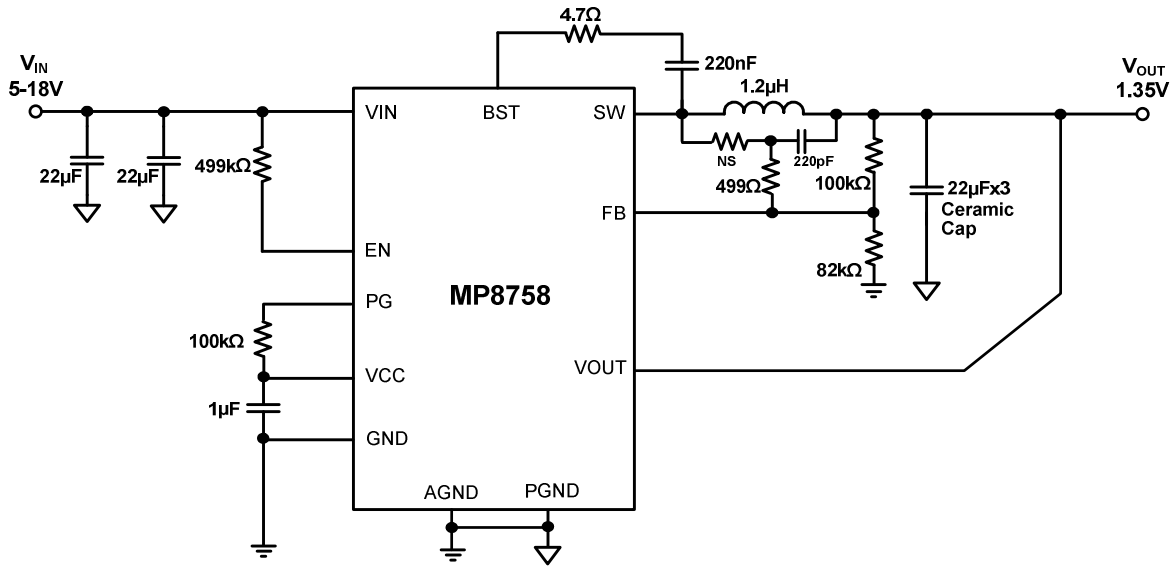 4.7Ω
VIN
5-18V
220nF
1.2µH
VOUT
1.35V
VIN
BST
SW
22µF
22µF
499kΩ
NS
220pF
499Ω
100kΩ
22µFx3
Ceramic
Cap
FB
EN
82kΩ
MP8758
PG
100kΩ
VCC
VOUT
1µF
GND
AGND
PGND